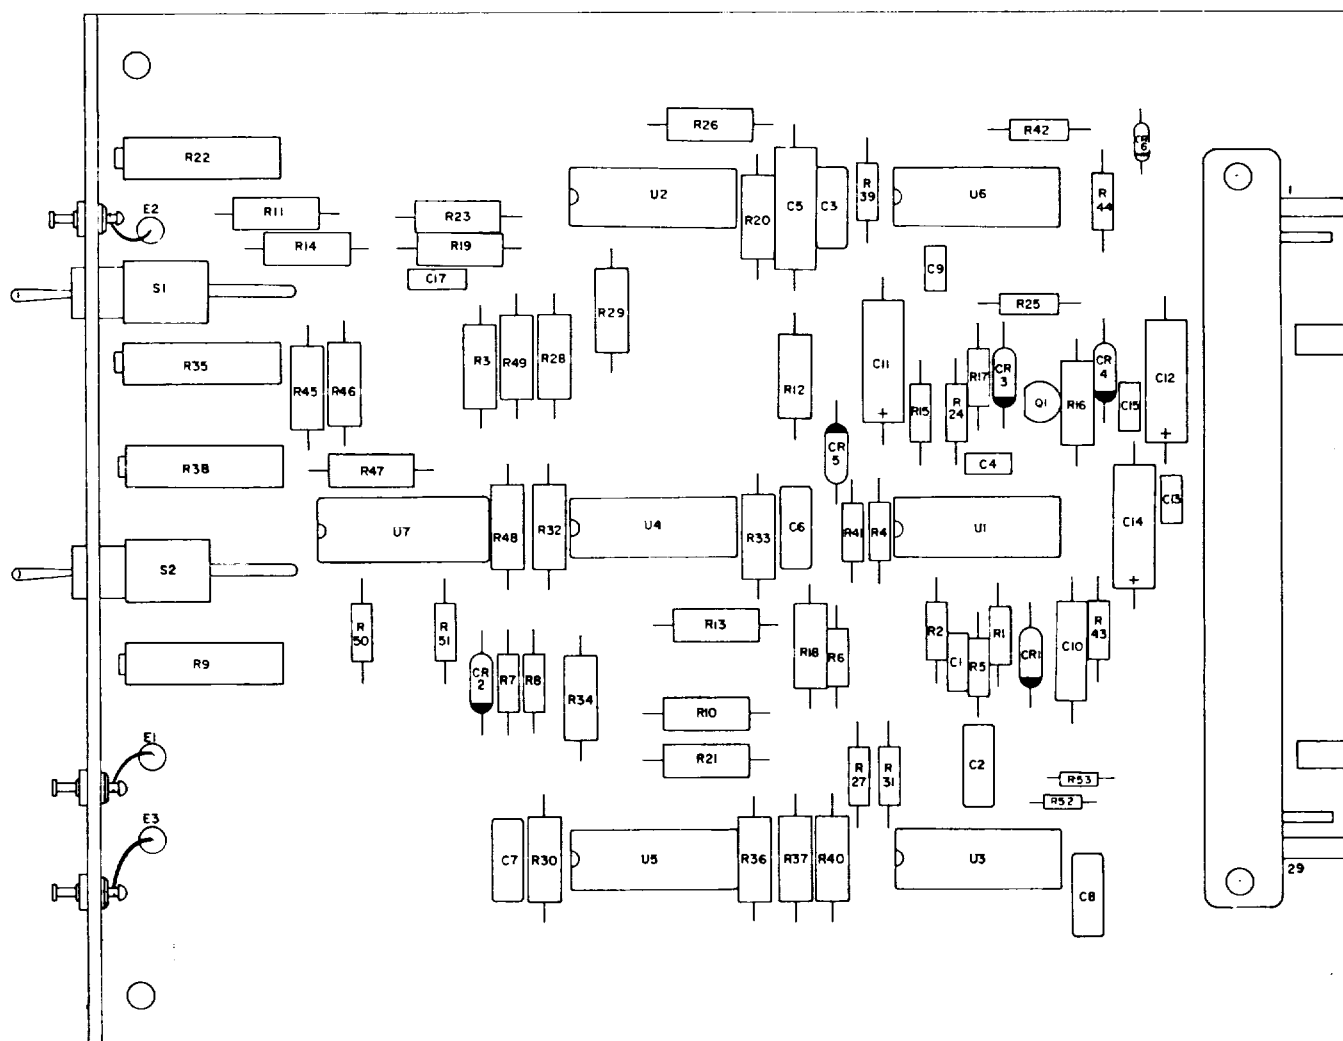 R26
R42
CR
6
R22
U2
R20
C5
C3
R
39
U6
R
44
1
E2
R11
R23
R14
R19
C17
C9
S1
R29
R25
R35
R45
R46
R3
R49
R28
R12
C11
+
R15
R
24
R17
CR
3
Q1
R16
CR
4
C15
C12
+
R38
R47
CR
5
C4
C13
U7
R48
R32
U4
R33
C6
R41
R4
U1
C14
+
S2
R
50
R
51
R13
R18
R6
R2
C1
R5
R1
CR1
C10
R
43
R9
CR
2
R7
R8
R34
R10
R21
R
27
R
31
C2
R53
R52
E1
E3
C7
R30
U5
R36
R37
R40
U3
C8
29